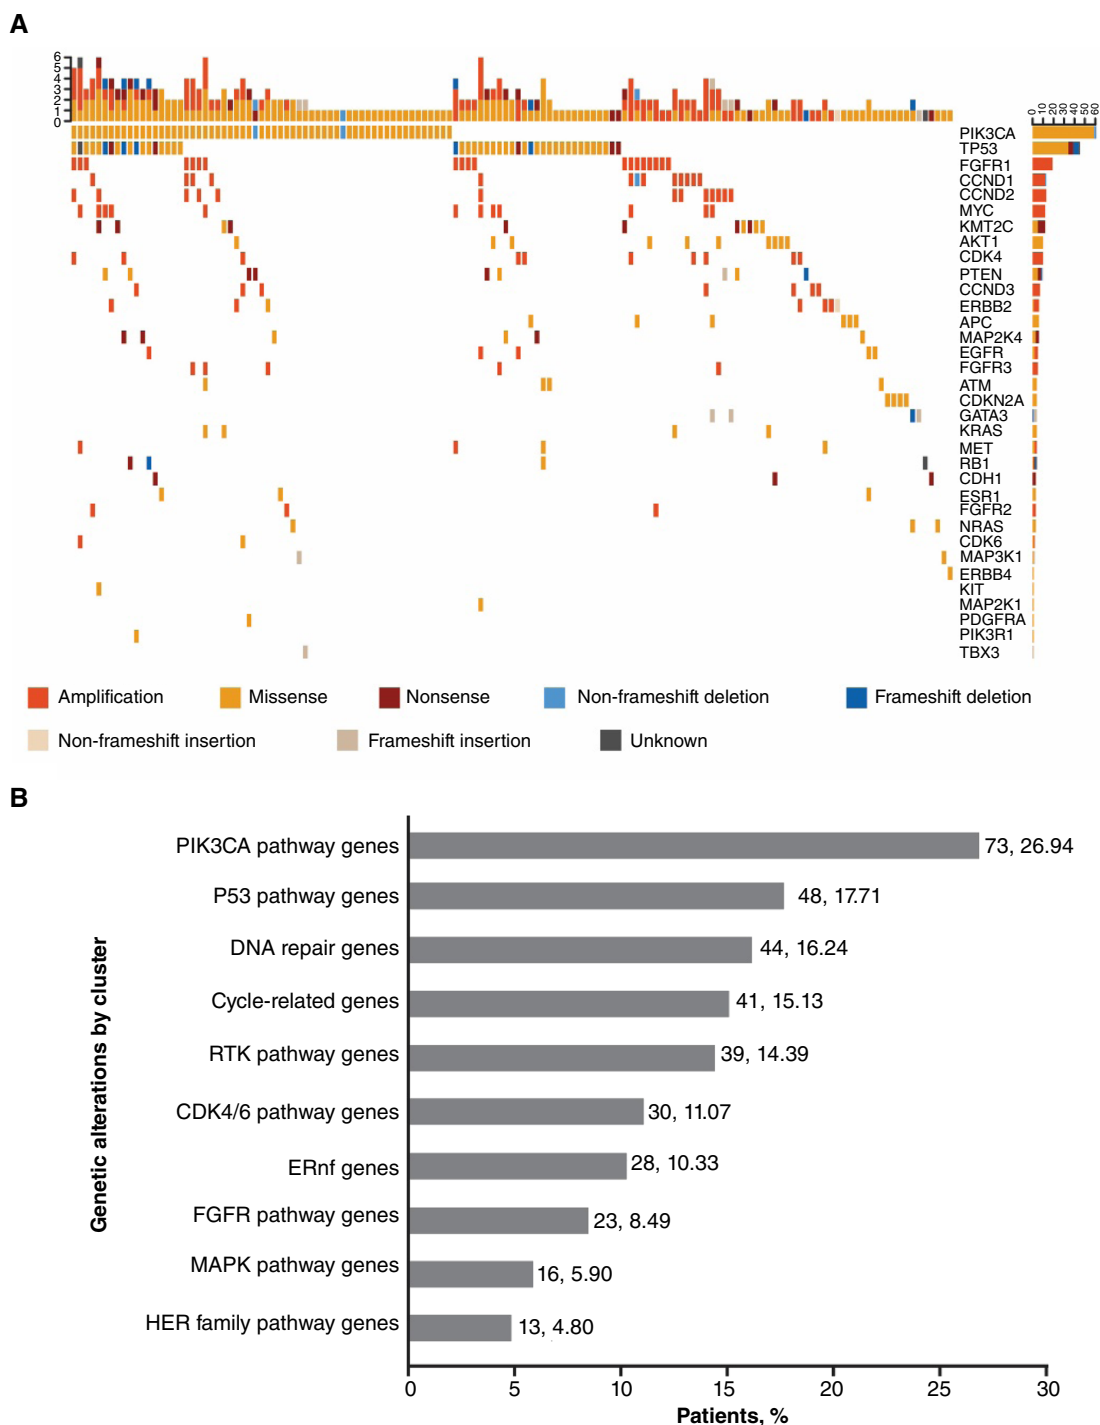 A
6
5
4
3
2
1
0
0 10 20 30 40 50 60
PIK3CA
TP53
FGFR1
CCND1
CCND2
MYC
KMT2C
AKT1
CDK4
PTEN
CCND3
ERBB2
APC
MAP2K4
EGFR
FGFR3
ATM
CDKN2A
GATA3
KRAS
MET
RB1
CDH1
ESR1
FGFR2
NRAS
CDK6
MAP3K1
ERBB4
KIT
MAP2K1
PDGFRA
PIK3R1
TBX3
Amplification Missense Nonsense Non-frameshift deletion Frameshift deletion
Non-frameshift insertion Frameshift insertion Unknown
B
Genetic alterations by cluster
PIK3CA pathway genes 73, 26.94
P53 pathway genes 48, 17.71
DNA repair genes 44, 16.24
Cycle-related genes 41, 15.13
RTK pathway genes 39, 14.39
CDK4/6 pathway genes 30, 11.07
ERnf genes 28, 10.33
FGFR pathway genes 23, 8.49
MAPK pathway genes 16, 5.90
HER family pathway genes 13, 4.80
0 5 10 15 20 25 30
Patients, %